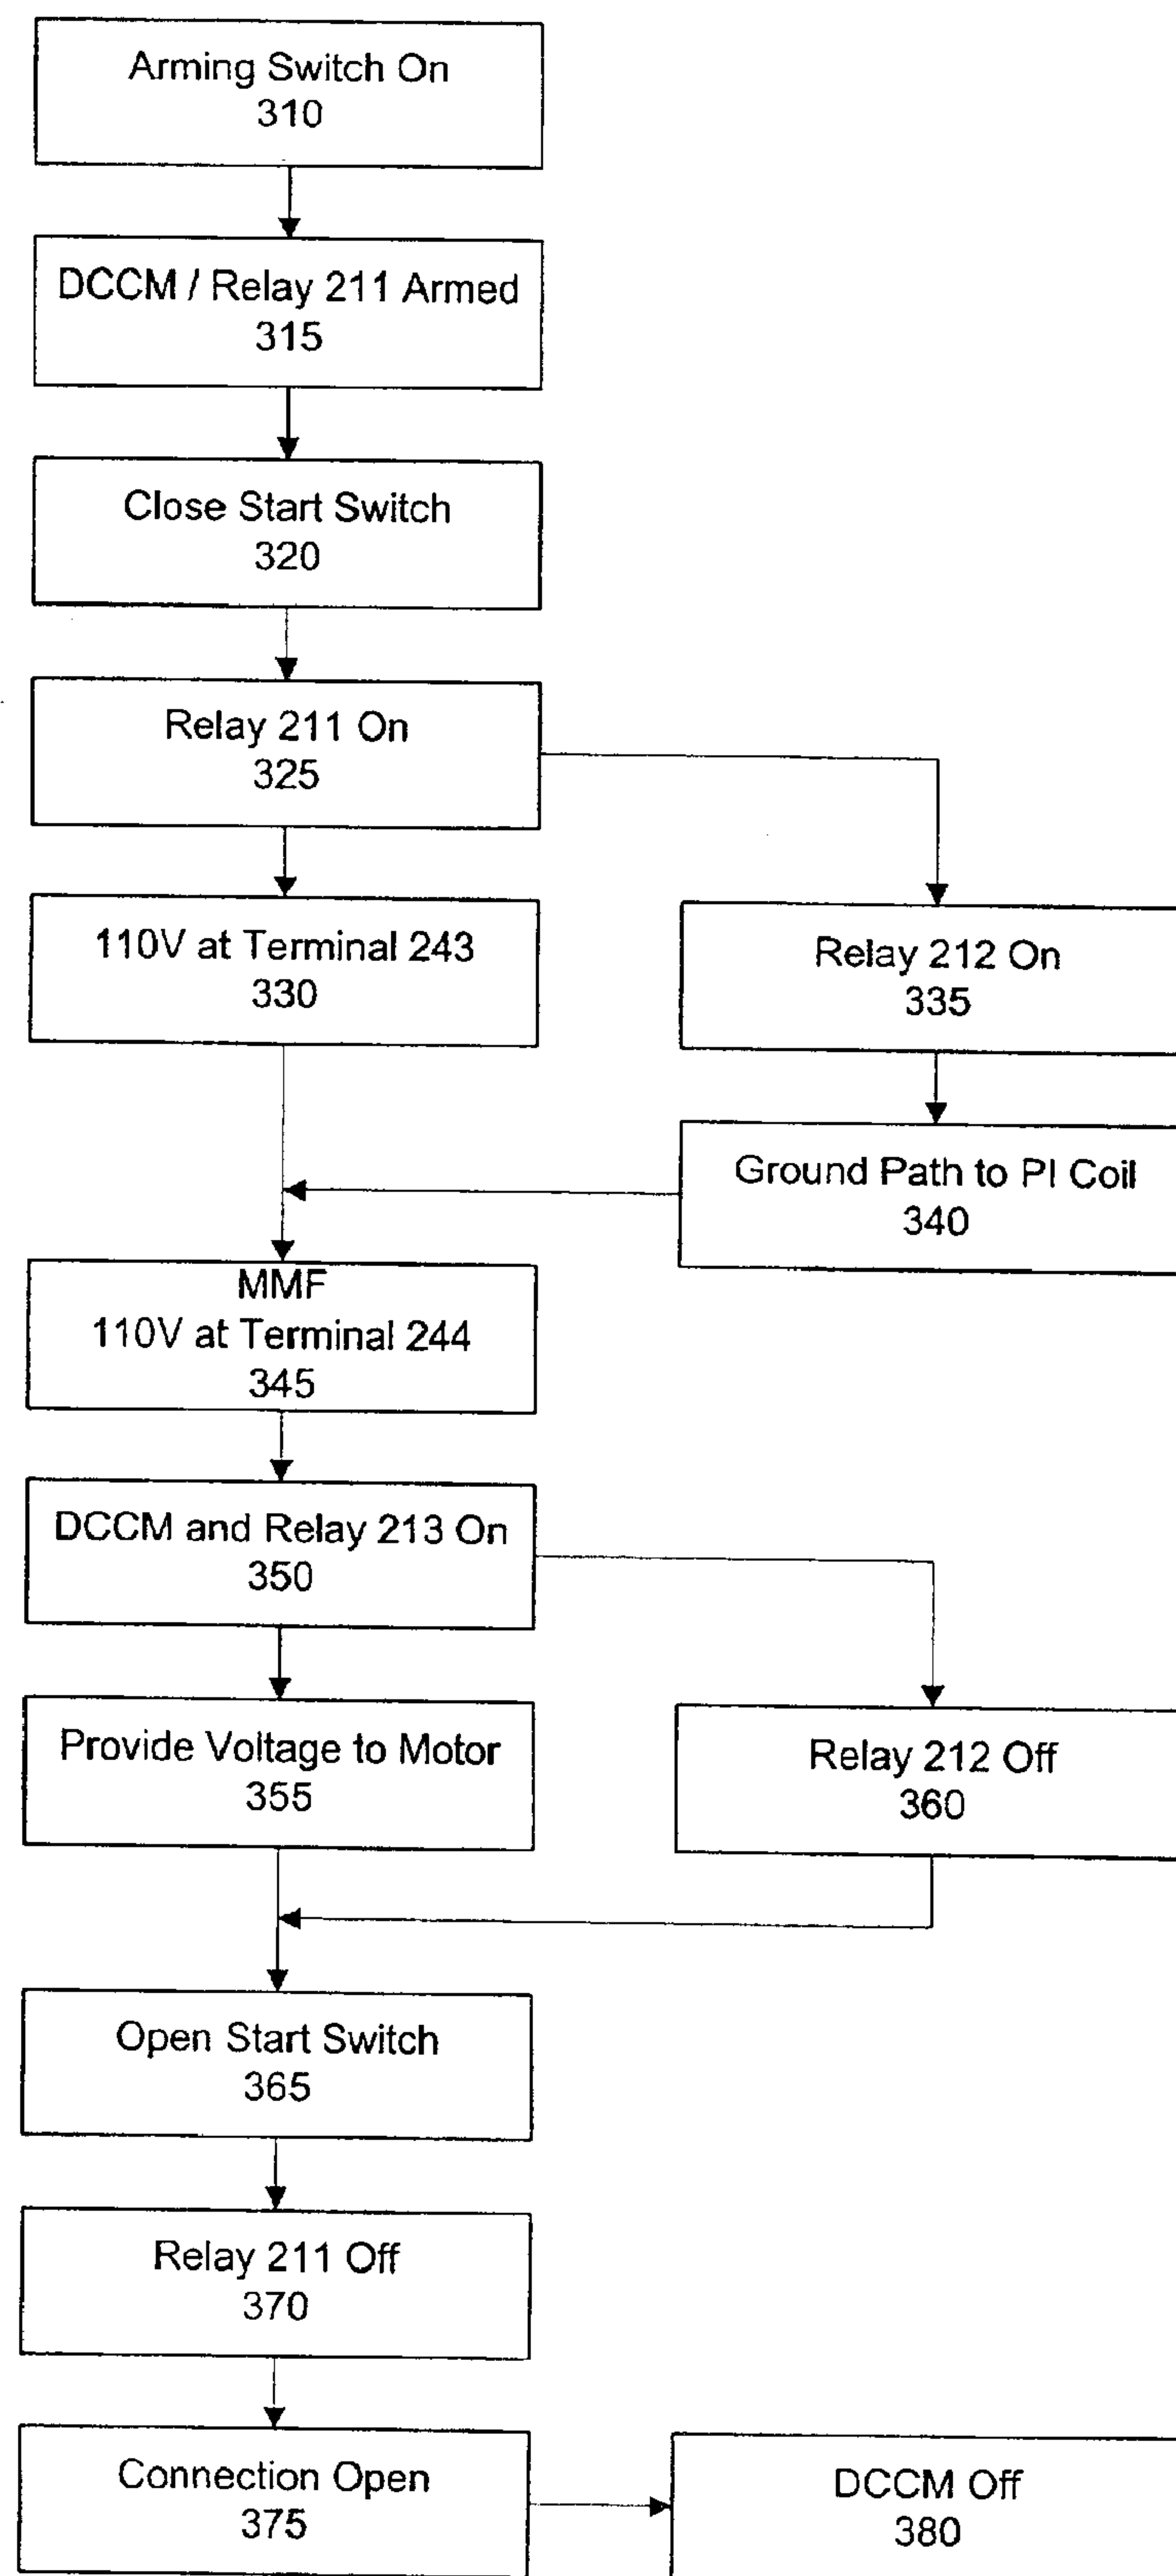 Arming Switch On
310
DCCM / Relay 211 Armed
315
Close Start Switch
320
Relay 211 On
325
110V at Terminal 243
330
Relay 212 On
335
Ground Path to PI Coil
340
MMF
110V at Terminal 244
345
DCCM and Relay 213 On
350
Provide Voltage to Motor
355
Relay 212 Off
360
Open Start Switch
365
Relay 211 Off
370
Connection Open
375
DCCM Off
380